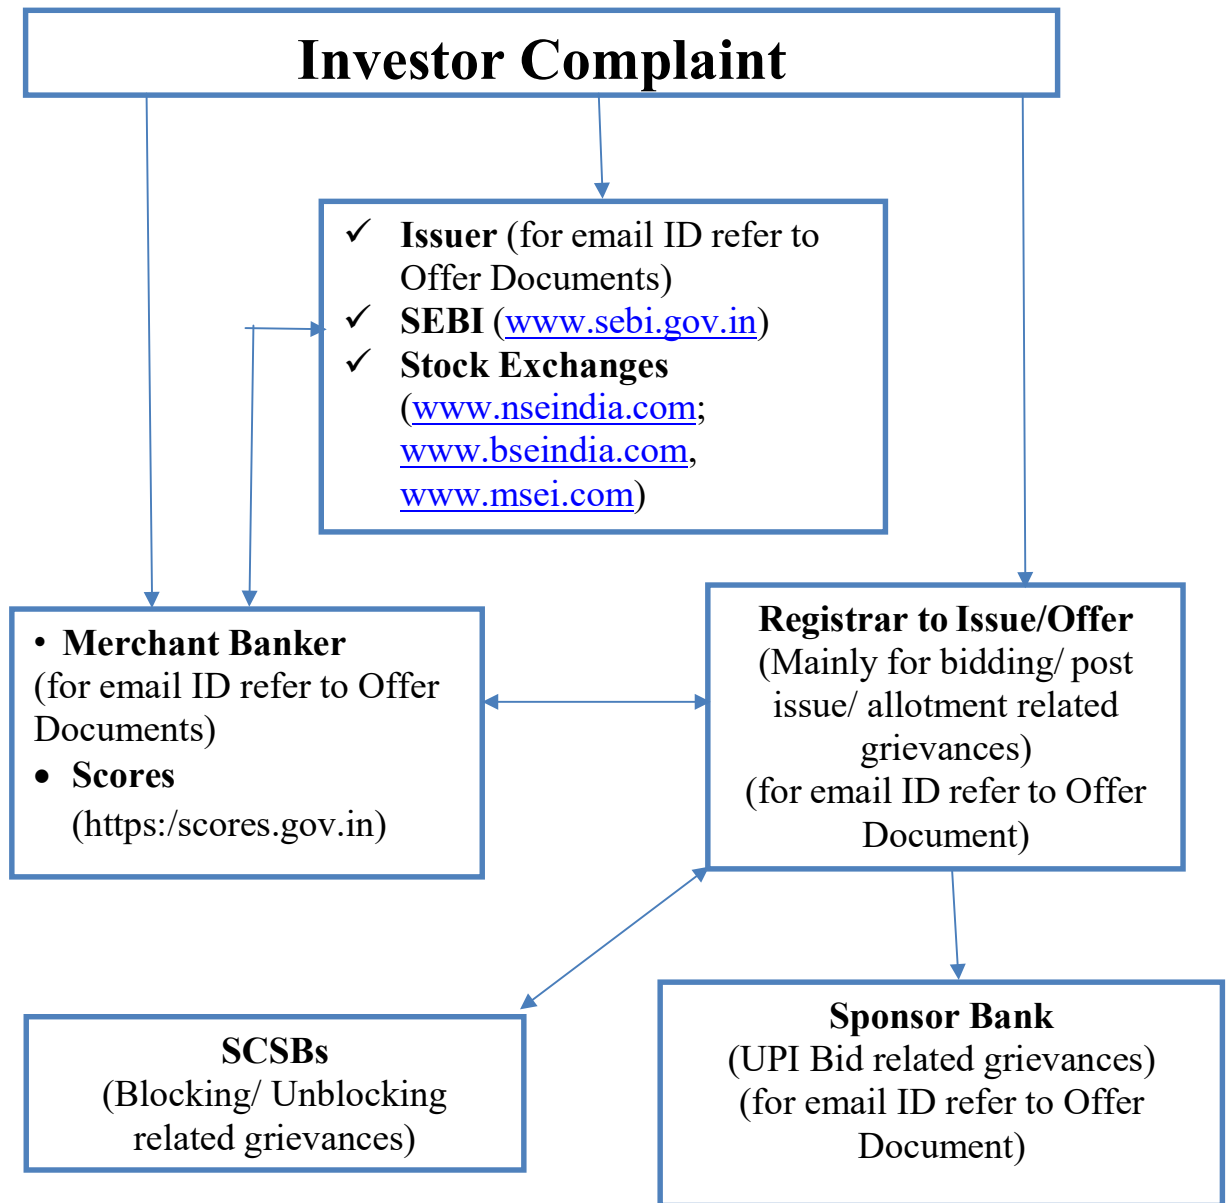 Investor Complaint
✓ Issuer (for email ID refer to
Offer Documents)
✓ SEBI (www.sebi.gov.in)
✓ Stock Exchanges
(www.nseindia.com;
www.bseindia.com,
www.msei.com)
• Merchant Banker
(for email ID refer to Offer
Documents)
• Scores
(https:/scores.gov.in)
Registrar to Issue/Offer
(Mainly for bidding/ post
issue/ allotment related
grievances)
(for email ID refer to Offer
Document)
SCSBs
(Blocking/ Unblocking
related grievances)
Sponsor Bank
(UPI Bid related grievances)
(for email ID refer to Offer
Document)